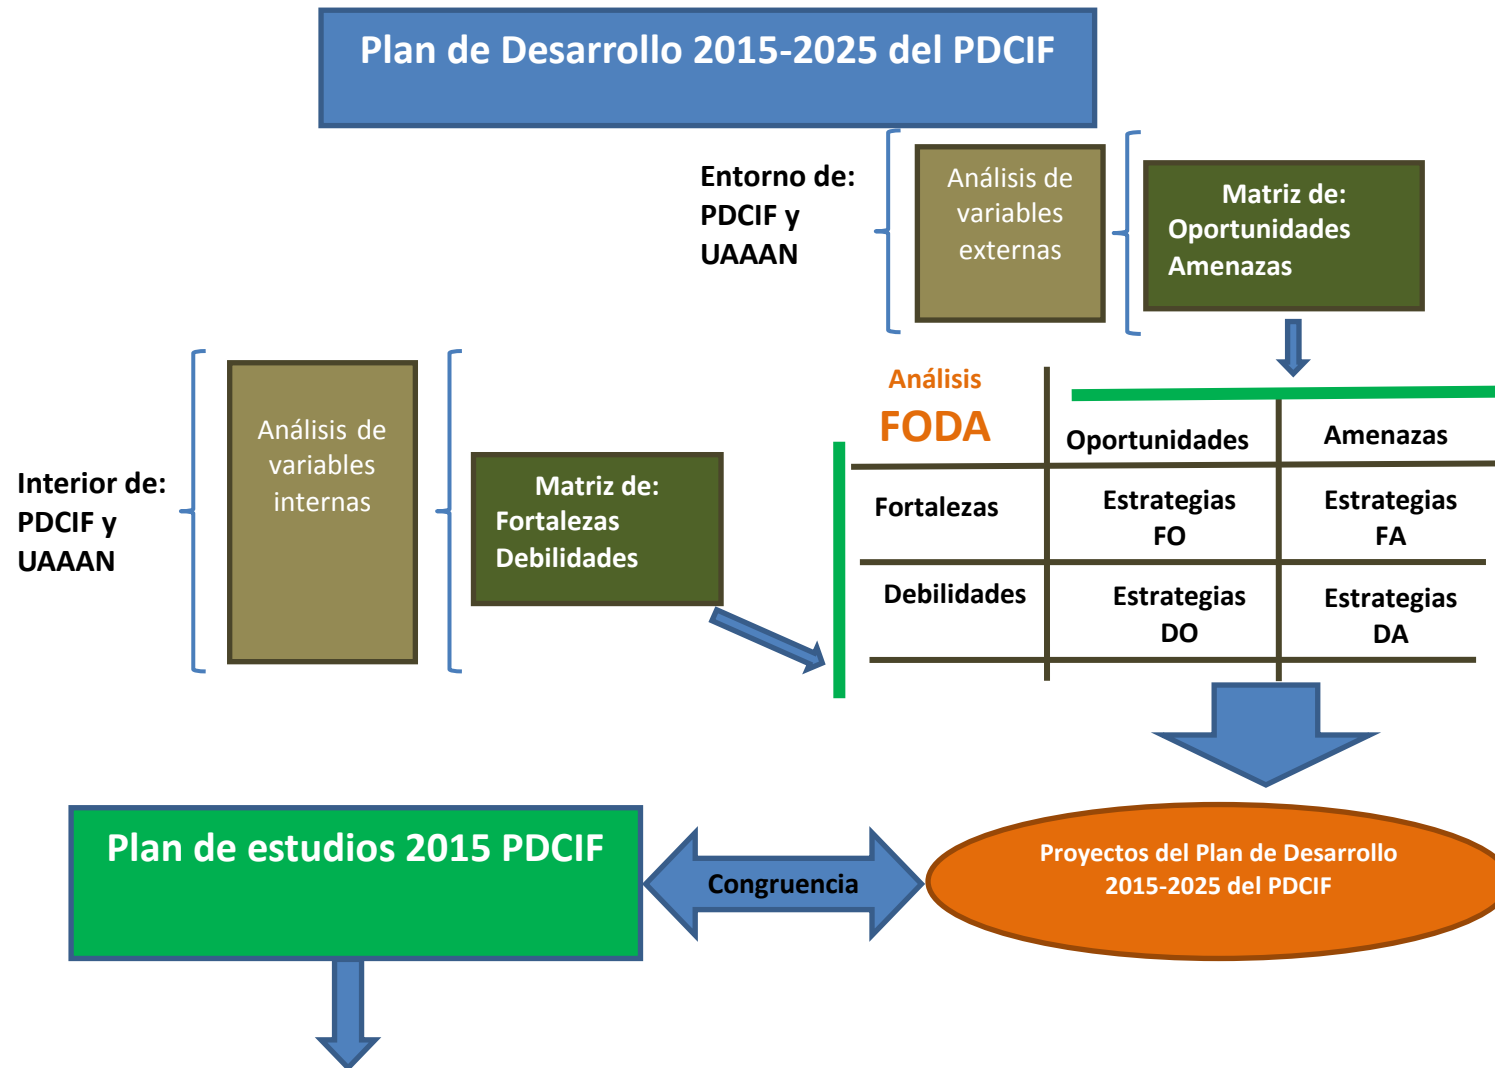 Plan de Desarrollo 2015-2025 del PDCIF
Entorno de:
PDCIF y
UAAAN
Análisis de
variables
externas
Matriz de:
Oportunidades
Amenazas
Interior de:
PDCIF y
UAAAN
Análisis de
variables
internas
Matriz de:
Fortalezas
Debilidades
Análisis
FODA
Oportunidades
Amenazas
Fortalezas
Estrategias
FO
Estrategias
FA
Debilidades
Estrategias
DO
Estrategias
DA
Plan de estudios 2015 PDCIF
Congruencia
Proyectos del Plan de Desarrollo
2015-2025 del PDCIF